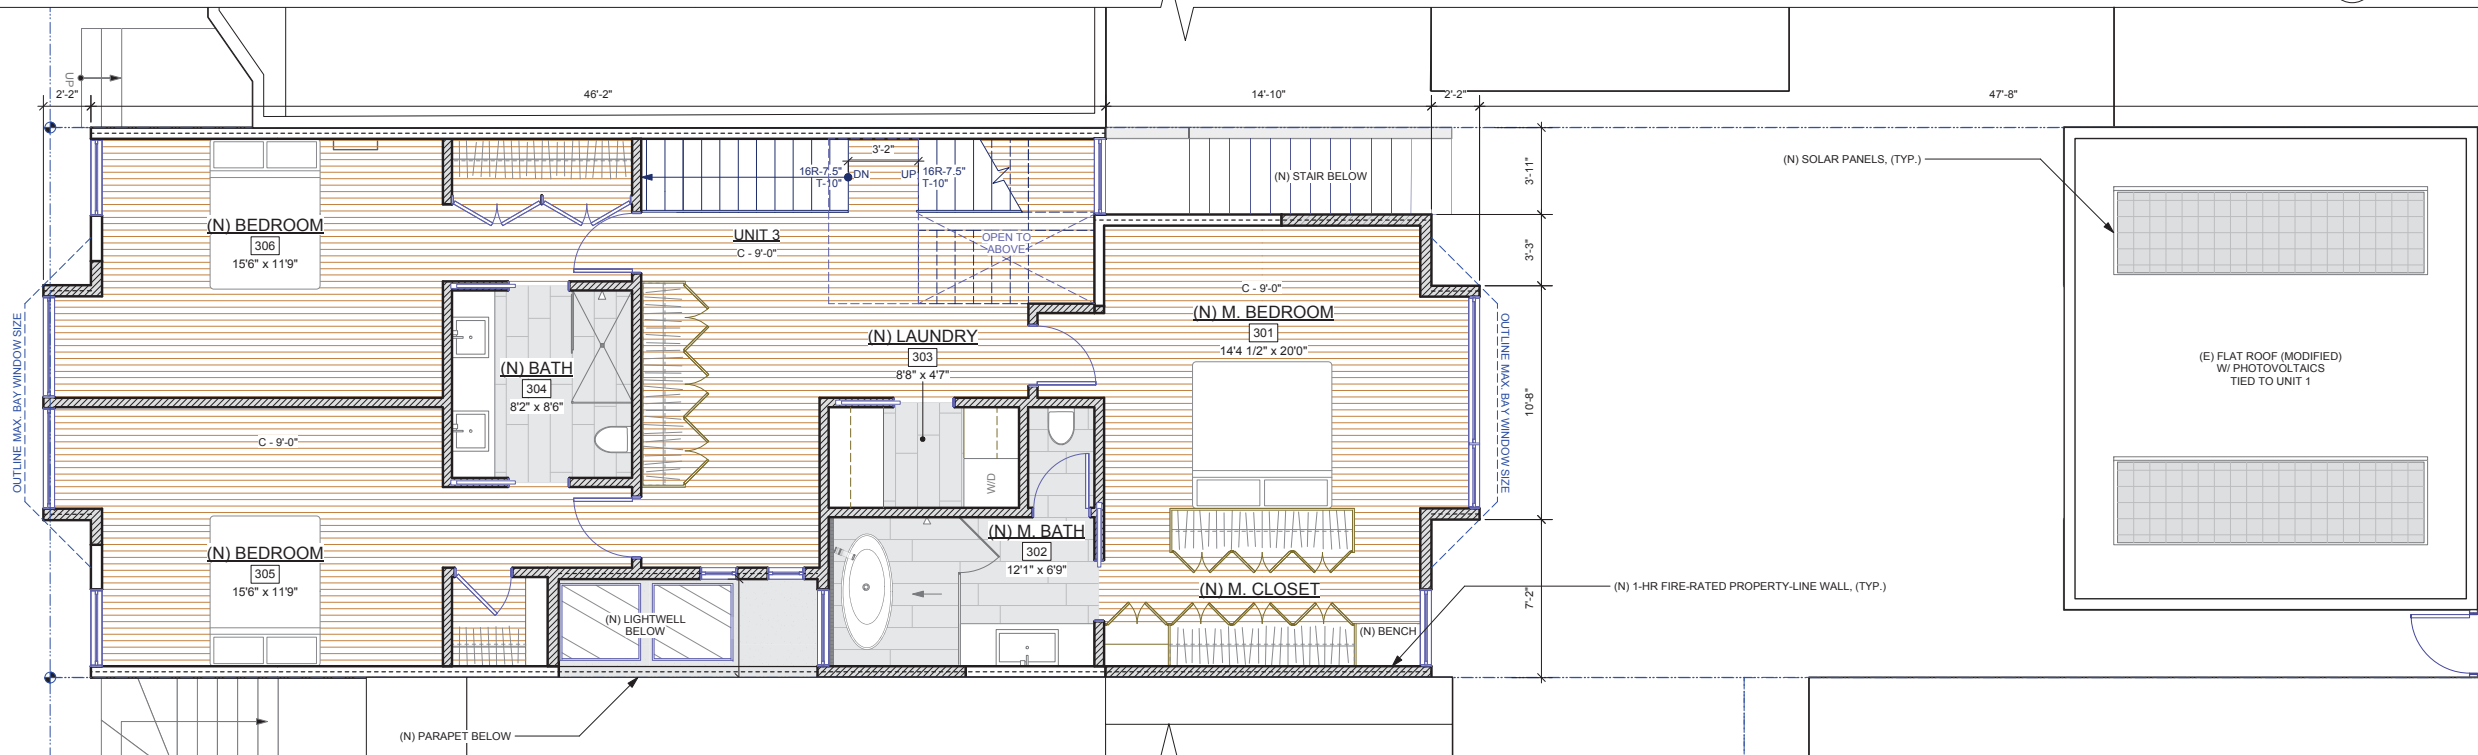 UP
2'-2"
46'-2"
14'-10"
2'-2"
47'-8"
3'-2"
16R-7.5"
T-10"
DN
UP
16R-7.5"
T-10"
(N) STAIR BELOW
3'-11"
(N) SOLAR PANELS, (TYP.)
(N) BEDROOM
306
15'6" x 11'9"
UNIT 3
C - 9'-0"
OPEN TO
ABOVE
3'-3"
C - 9'-0"
(N) M. BEDROOM
301
14'4 1/2" x 20'0"
(N) LAUNDRY
303
8'8" x 4'7"
(N) BATH
304
8'2" x 8'6"
OUTLINE MAX. BAY WINDOW SIZE
OUTLINE MAX. BAY WINDOW SIZE
10'-8"
(E) FLAT ROOF (MODIFIED)
W/ PHOTOVOLTAICS
TIED TO UNIT 1
C - 9'-0"
W/D
(N) M. BATH
302
12'1" x 6'9"
(N) BEDROOM
305
15'6" x 11'9"
(N) M. CLOSET
7'-2"
(N) 1-HR FIRE-RATED PROPERTY-LINE WALL, (TYP.)
(N) LIGHTWELL
BELOW
(N) BENCH
(N) PARAPET BELOW